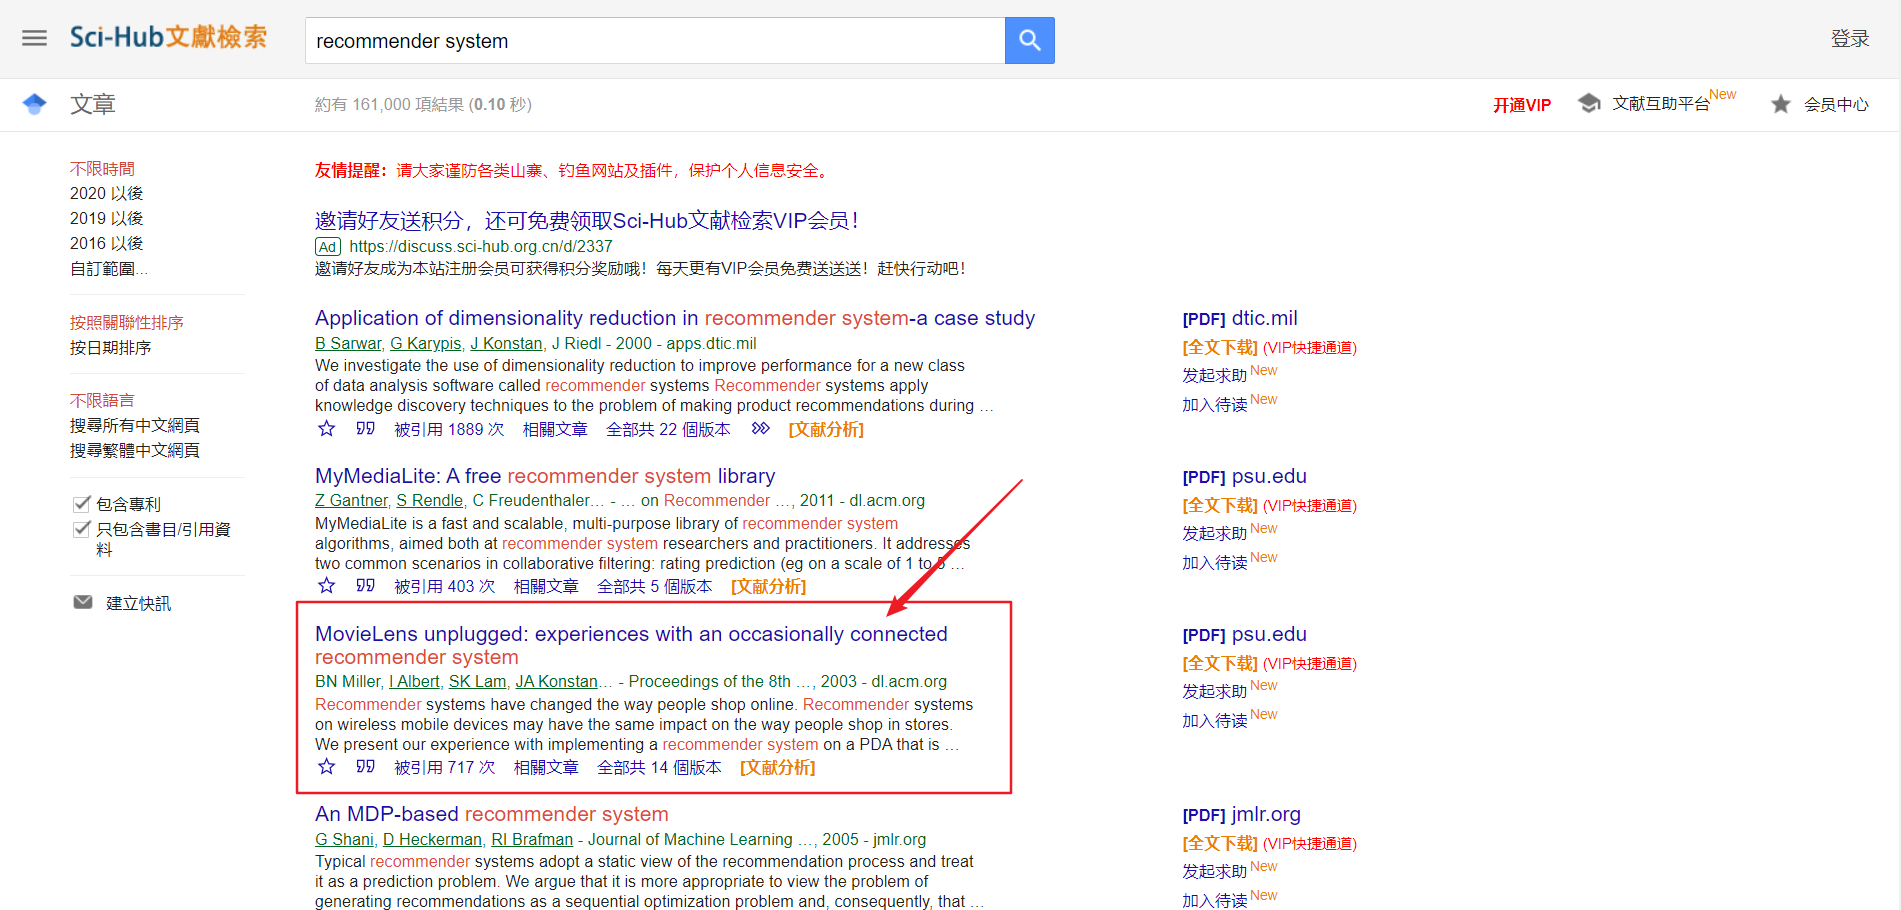 Sci-Hub文獻檢索
recommender system
登录
文章
約有 161,000 項結果 (0.10 秒)
开通VIP
文献互助平台New
会员中心
不限時間
2020 以後
2019 以後
2016 以後
自訂範圍...
按照關聯性排序
按日期排序
不限語言
搜尋所有中文網頁
搜尋繁體中文網頁
包含專利
只包含書目/引用資
料
建立快訊
友情提醒：请大家谨防各类山寨、钓鱼网站及插件，保护个人信息安全。
邀请好友送积分，还可免费领取Sci-Hub文献检索VIP会员！
Ad https://discuss.sci-hub.org.cn/d/2337
邀请好友成为本站注册会员可获得积分奖励哦！每天更有VIP会员免费送送送！赶快行动吧！
Application of dimensionality reduction in recommender system-a case study
B Sarwar, G Karypis, J Konstan, J Riedl - 2000 - apps.dtic.mil
We investigate the use of dimensionality reduction to improve performance for a new class
of data analysis software called recommender systems Recommender systems apply
knowledge discovery techniques to the problem of making product recommendations during …
被引用 1889 次 相關文章 全部共 22 個版本 [文献分析]
[PDF] dtic.mil
[全文下载] (VIP快捷通道)
发起求助 New
加入待读 New
MyMediaLite: A free recommender system library
Z Gantner, S Rendle, C Freudenthaler… - … on Recommender …, 2011 - dl.acm.org
MyMediaLite is a fast and scalable, multi-purpose library of recommender system
algorithms, aimed both at recommender system researchers and practitioners. It addresses
two common scenarios in collaborative filtering: rating prediction (eg on a scale of 1 to 5 …
被引用 403 次 相關文章 全部共 5 個版本 [文献分析]
[PDF] psu.edu
[全文下载] (VIP快捷通道)
发起求助 New
加入待读 New
MovieLens unplugged: experiences with an occasionally connected
recommender system
BN Miller, I Albert, SK Lam, JA Konstan… - Proceedings of the 8th …, 2003 - dl.acm.org
Recommender systems have changed the way people shop online. Recommender systems
on wireless mobile devices may have the same impact on the way people shop in stores.
We present our experience with implementing a recommender system on a PDA that is …
被引用 717 次 相關文章 全部共 14 個版本 [文献分析]
[PDF] psu.edu
[全文下载] (VIP快捷通道)
发起求助 New
加入待读 New
An MDP-based recommender system
G Shani, D Heckerman, RI Brafman - Journal of Machine Learning …, 2005 - jmlr.org
Typical recommender systems adopt a static view of the recommendation process and treat
it as a prediction problem. We argue that it is more appropriate to view the problem of
generating recommendations as a sequential optimization problem and, consequently, that …
[PDF] jmlr.org
[全文下载] (VIP快捷通道)
发起求助 New
加入待读 New